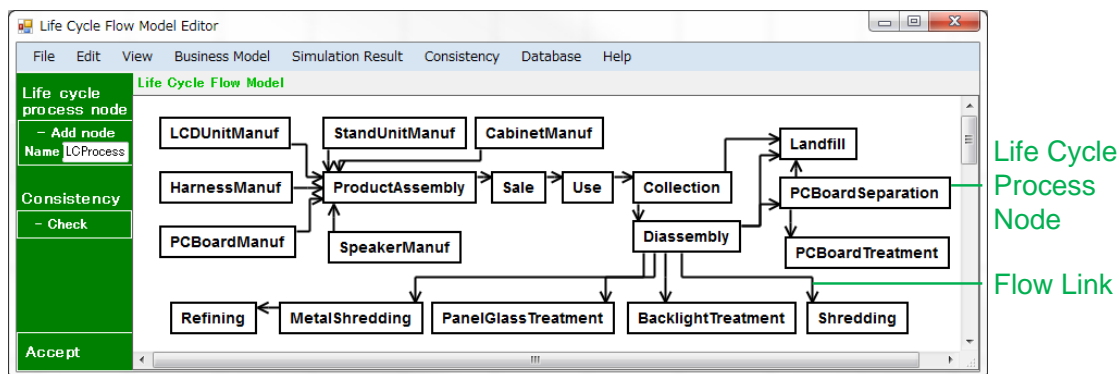 Life Cycle Flow Model Editor
File Edit View Business Model Simulation Result Consistency Database Help
Life cycle
process node
− Add node
Name LCProcess
Consistency
− Check
Accept
Life Cycle Flow Model
LCDUnitManuf StandUnitManuf CabinetManuf
Landfill
HarnessManuf ProductAssembly Sale Use Collection PCBoardSeparation
PCBoardManuf SpeakerManuf Diassembly PCBoardTreatment
Refining MetalShredding PanelGlassTreatment BacklightTreatment Shredding
Life Cycle
Process
Node
Flow Link